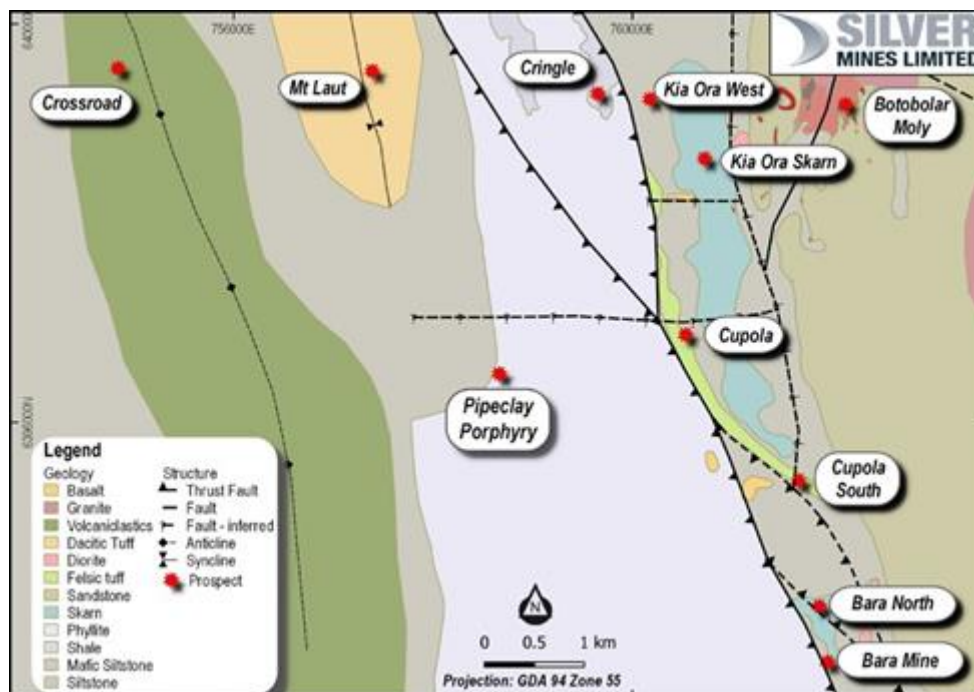 756000E
760000E
SILVER
MINES LIMITED
Crossroad
Mt Laut
Cringle
Kia Ora West
Botobolar
Moly
Kia Ora Skarn
Cupola
Pipeclay
Porphyry
Cupola
South
Bara North
Bara Mine
Legend
Geology
Basalt
Granite
Volcaniclastics
Dacitic Tuff
Diorite
Felsic tuff
Sandstone
Skarn
Phyllite
Shale
Mafic Siltstone
Siltstone
Structure
Thrust Fault
Fault
Fault - inferred
Anticline
Syncline
Prospect
N
0 0.5 1 km
Projection: GDA 94 Zone 55